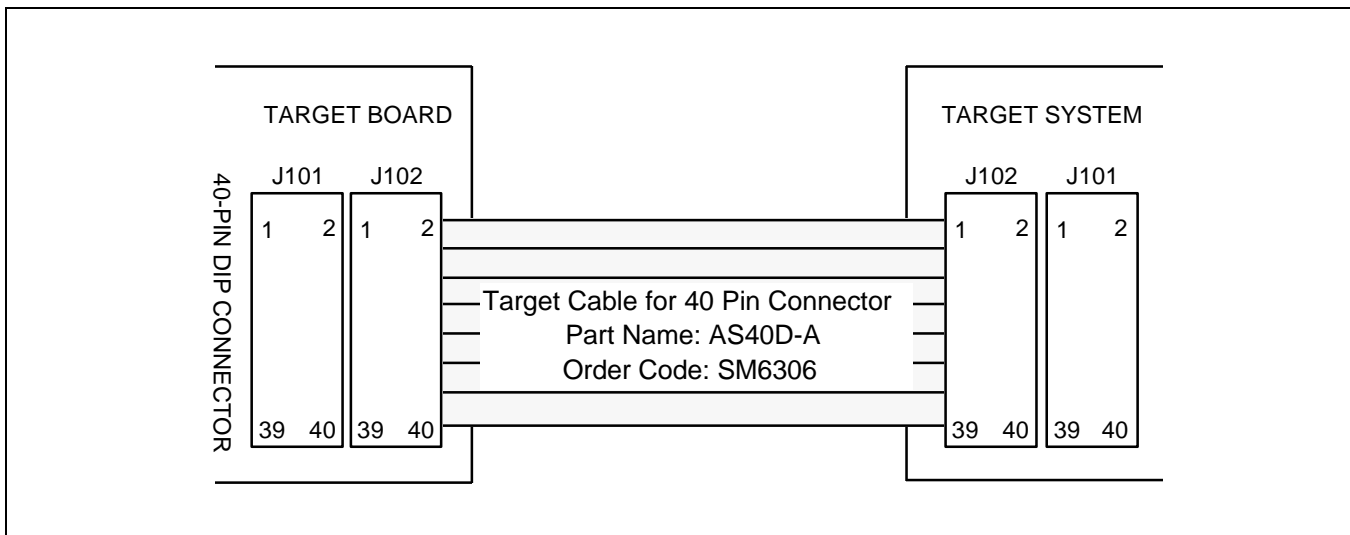 TARGET BOARD
TARGET SYSTEM
J101 J102
J102 J101
40-PIN DIP CONNECTOR
1 2 1 2
1 2 1 2
Target Cable for 40 Pin Connector
Part Name: AS40D-A
Order Code: SM6306
39 40 39 40
39 40 39 40